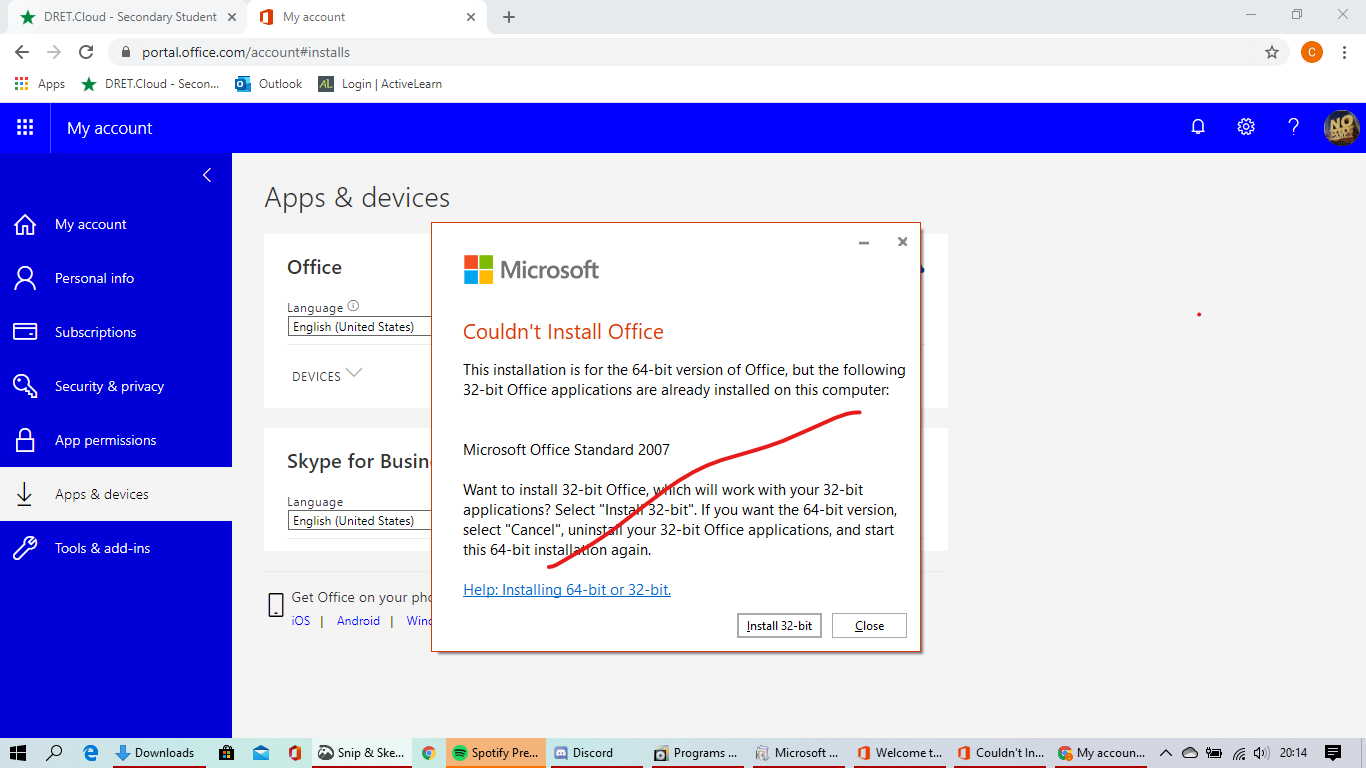 DRET.Cloud - Secondary Student
My account
portal.office.com/account#installs
C
Apps
DRET.Cloud - Secon...
Outlook
AL
Login | ActiveLearn
My account
NO
My account
Personal info
Subscriptions
Security & privacy
App permissions
Apps & devices
Tools & add-ins
Apps & devices
Office
Language
English (United States)
DEVICES
Skype for Busin
Language
English (United States)
Get Office on your pho
iOS | Android | Wind
Microsoft
Couldn't Install Office
This installation is for the 64-bit version of Office, but the following
32-bit Office applications are already installed on this computer:
Microsoft Office Standard 2007
Want to install 32-bit Office, which will work with your 32-bit
applications? Select "Install 32-bit". If you want the 64-bit version,
select "Cancel", uninstall your 32-bit Office applications, and start
this 64-bit installation again.
Help: Installing 64-bit or 32-bit.
Install 32-bit
Close
Downloads
Snip & Ske...
Spotify Pre...
Discord
Programs ...
Microsoft ...
Welcome t...
Couldn't In...
My accoun...
20:14